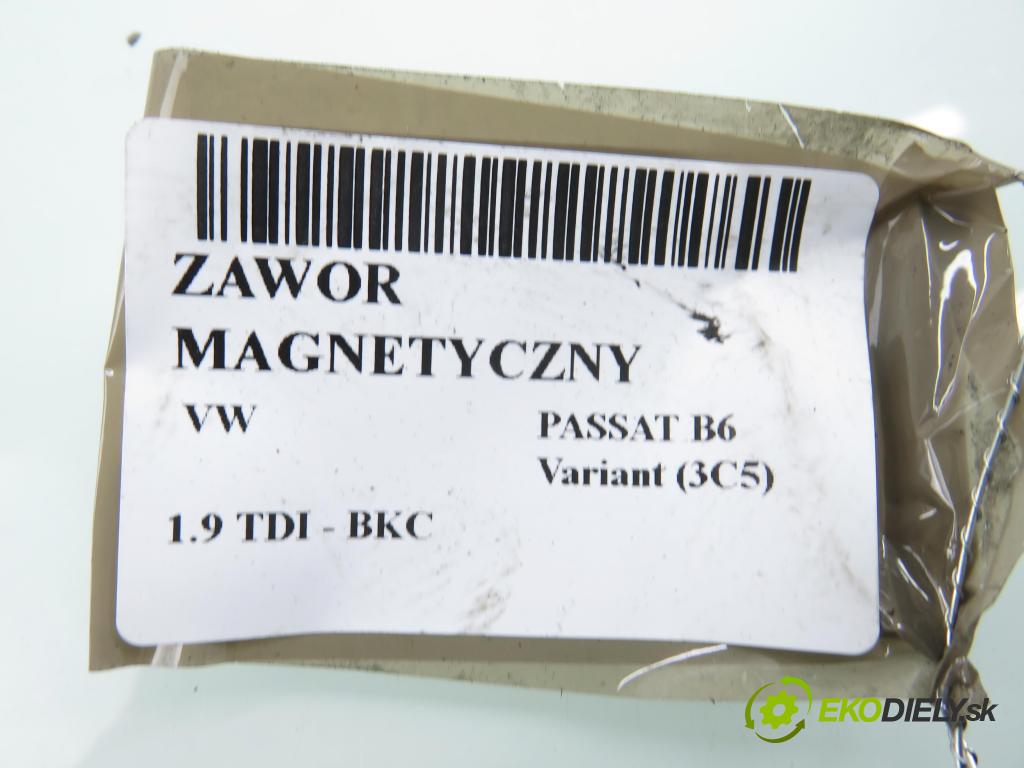 ZAWOR
MAGNETYCZNY
VW
PASSAT B6
Variant (3C5)
1.9 TDI - BKC
EKODIELY.sk